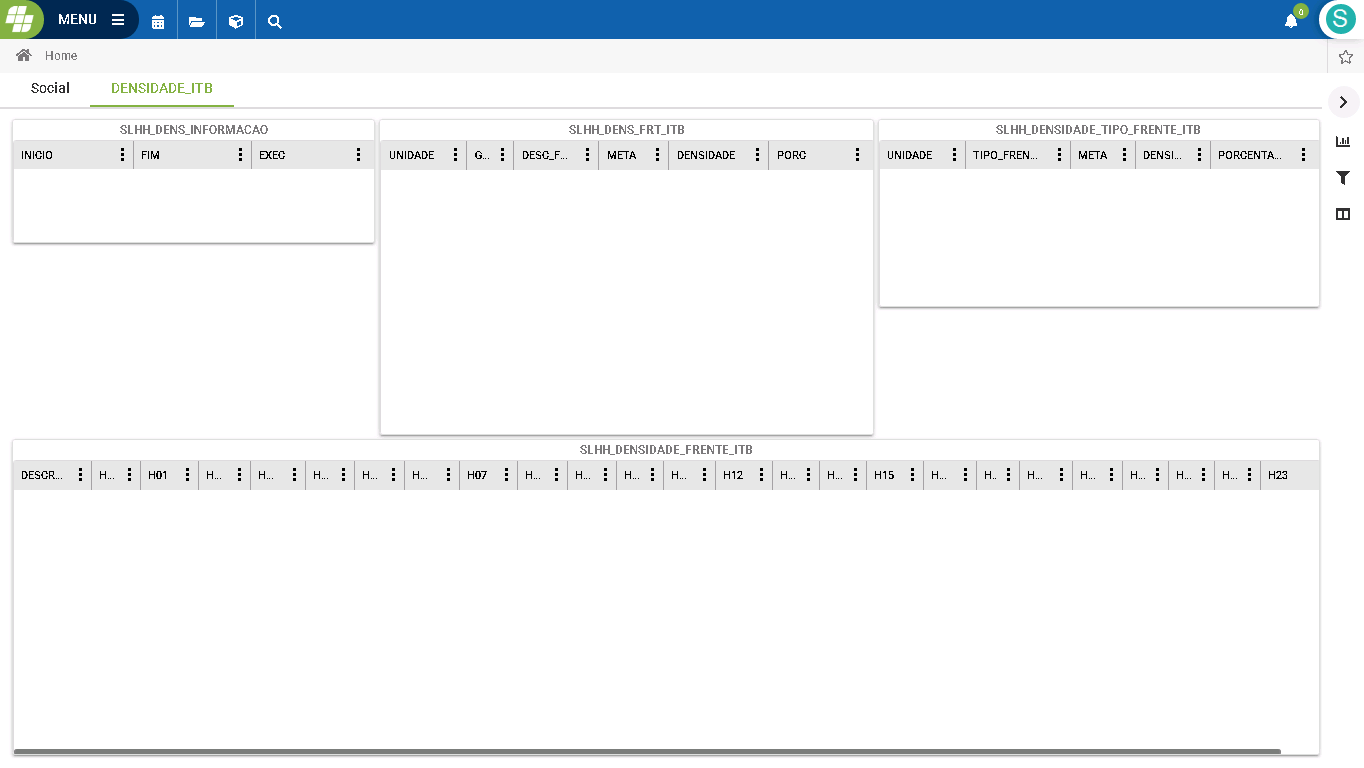 MENU
0
S
Home
Social DENSIDADE_ITB
SLHH_DENS_INFORMACAO
INICIO FIM EXEC
SLHH_DENS_FRT_ITB
UNIDADE G... DESC_F... META DENSIDADE PORC
SLHH_DENSIDADE_TIPO_FRENTE_ITB
UNIDADE TIPO_FREN... META DENSI... PORCENTA...
SLHH_DENSIDADE_FRENTE_ITB
DESCR... H... H01 H... H... H... H... H... H07 H... H... H... H... H12 H... H... H15 H... H.. H... H... H... H... H... H23